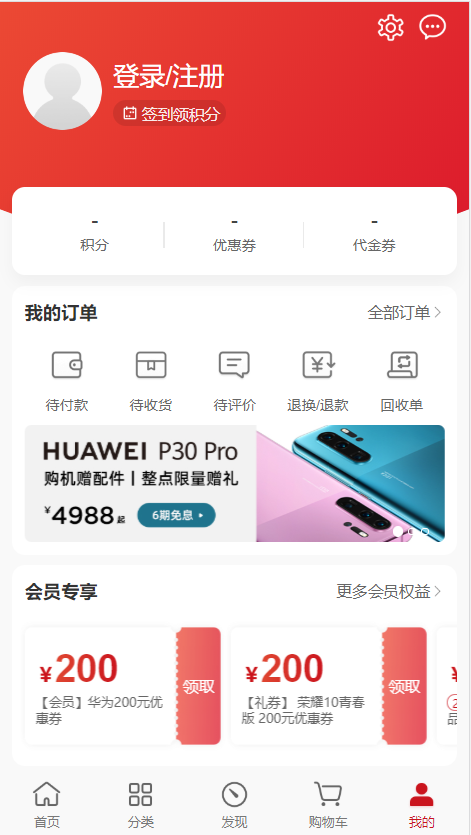 登录/注册
签到领积分
- - -
积分 优惠券 代金券
我的订单 全部订单
待付款 待收货 待评价 退换/退款 回收单
HUAWEI P30 Pro
购机赠配件丨整点限量赠礼
¥4988起 6期免息
会员专享 更多会员权益
¥200 领取 ¥200 领取 ¥
【会员】华为200元优
惠券
【礼券】 荣耀10青春
版 200元优惠券
品
首页 分类 发现 购物车 我的